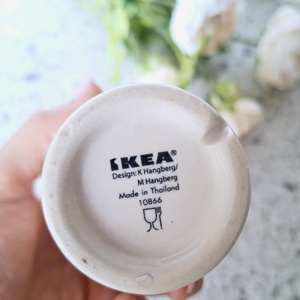 IKEA®
Design: K Hangberg/
M Hangberg
Made in Thailand
10866